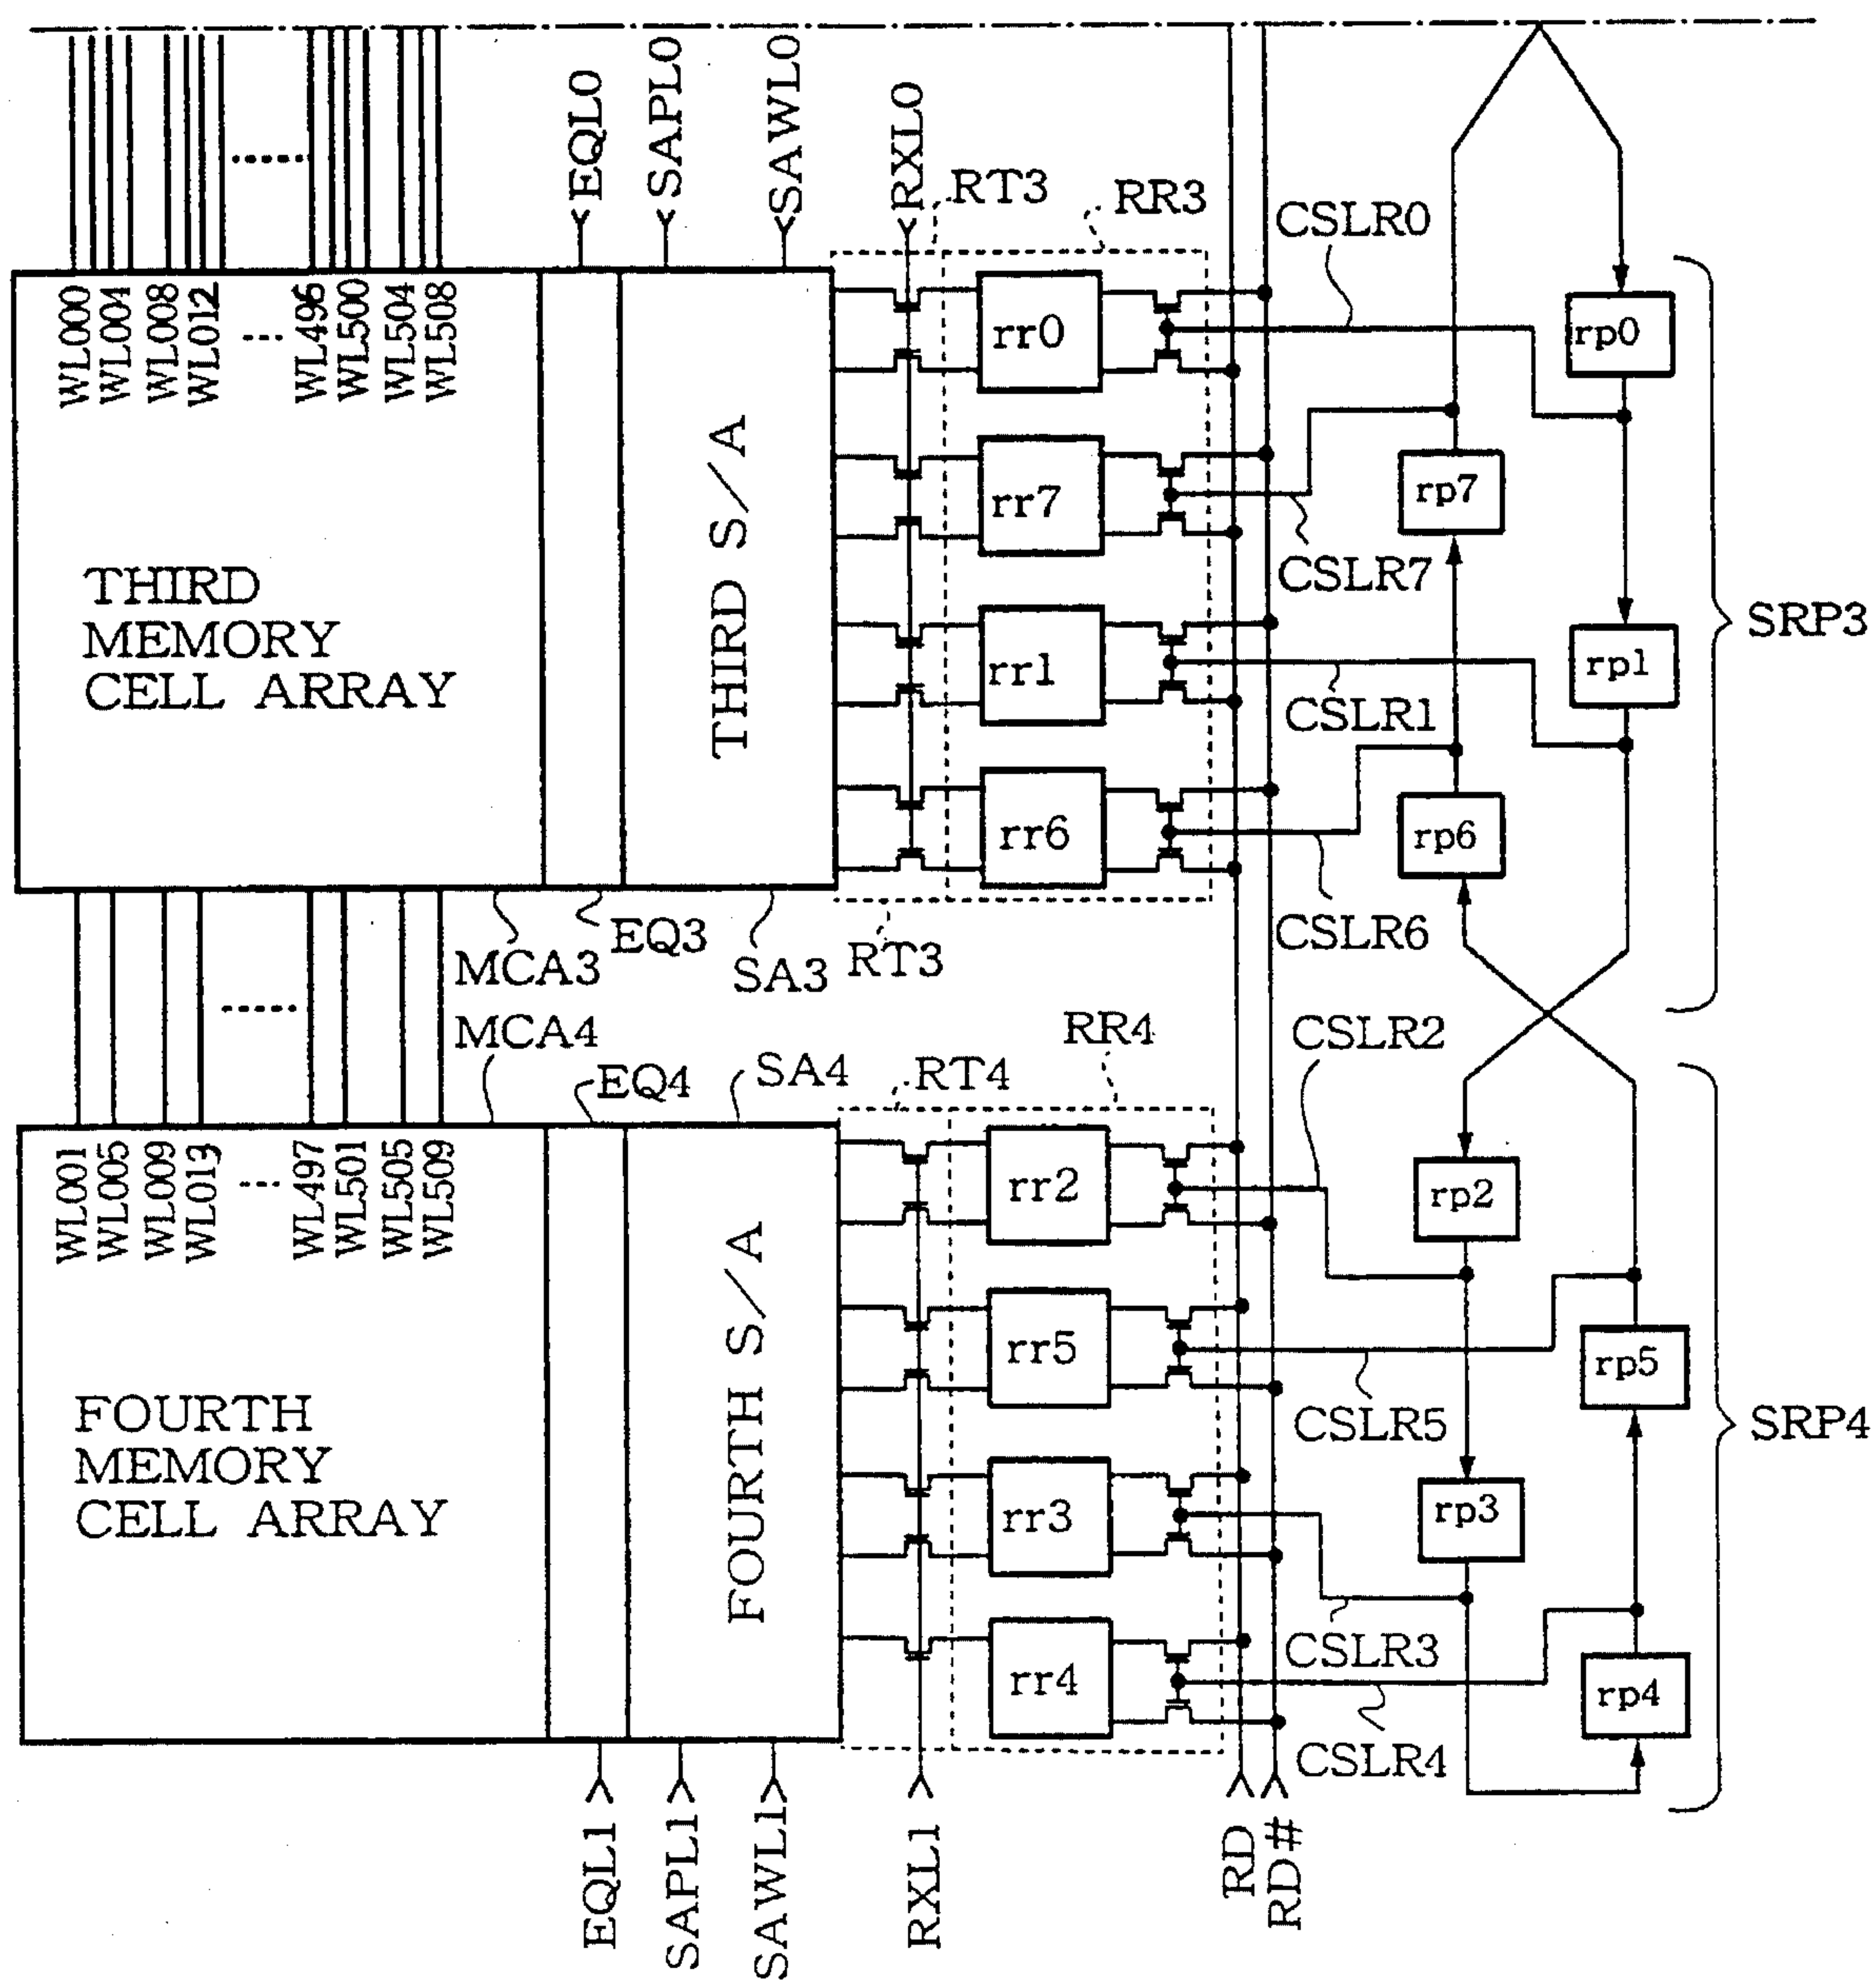 EQL0
SAPL0
SAWL0
RXL0
RT3
RR3
CSLR0
WL000
WL004
WL008
WL012
...
WL496
WL500
WL504
WL508
rr0
rp0
rr7
rp7
CSLR7
THIRD
MEMORY
CELL ARRAY
THIRD S/A
rr1
rp1
CSLR1
SRP3
rr6
rp6
CSLR6
MCA3
EQ3
SA3
RT3
MCA4
EQ4
SA4
RT4
RR4
CSLR2
WL001
WL005
WL009
WL013
...
WL497
WL501
WL505
WL509
rr2
rp2
rr5
rp5
CSLR5
FOURTH
MEMORY
CELL ARRAY
FOURTH S/A
SRP4
rr3
rp3
CSLR3
rr4
rp4
CSLR4
EQL1
SAPL1
SAWL1
RXL1
RD
RD#